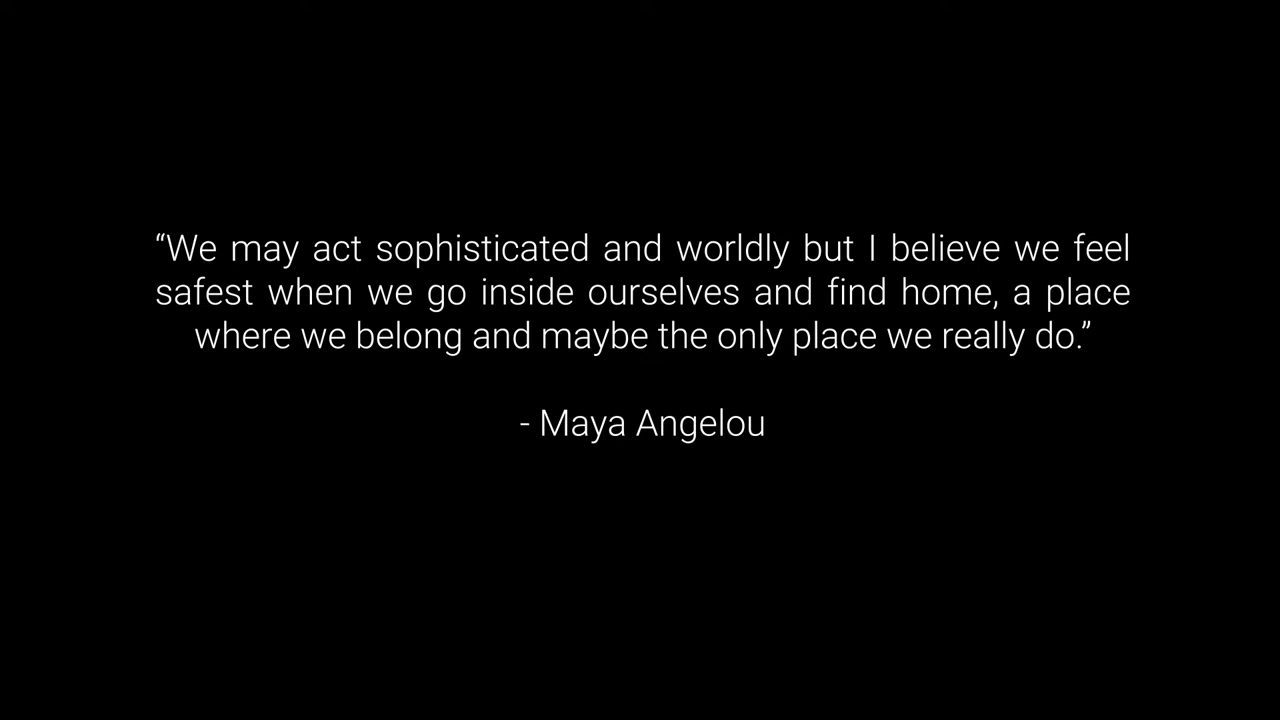 “We may act sophisticated and worldly but I believe we feel
safest when we go inside ourselves and find home, a place
where we belong and maybe the only place we really do.”
- Maya Angelou